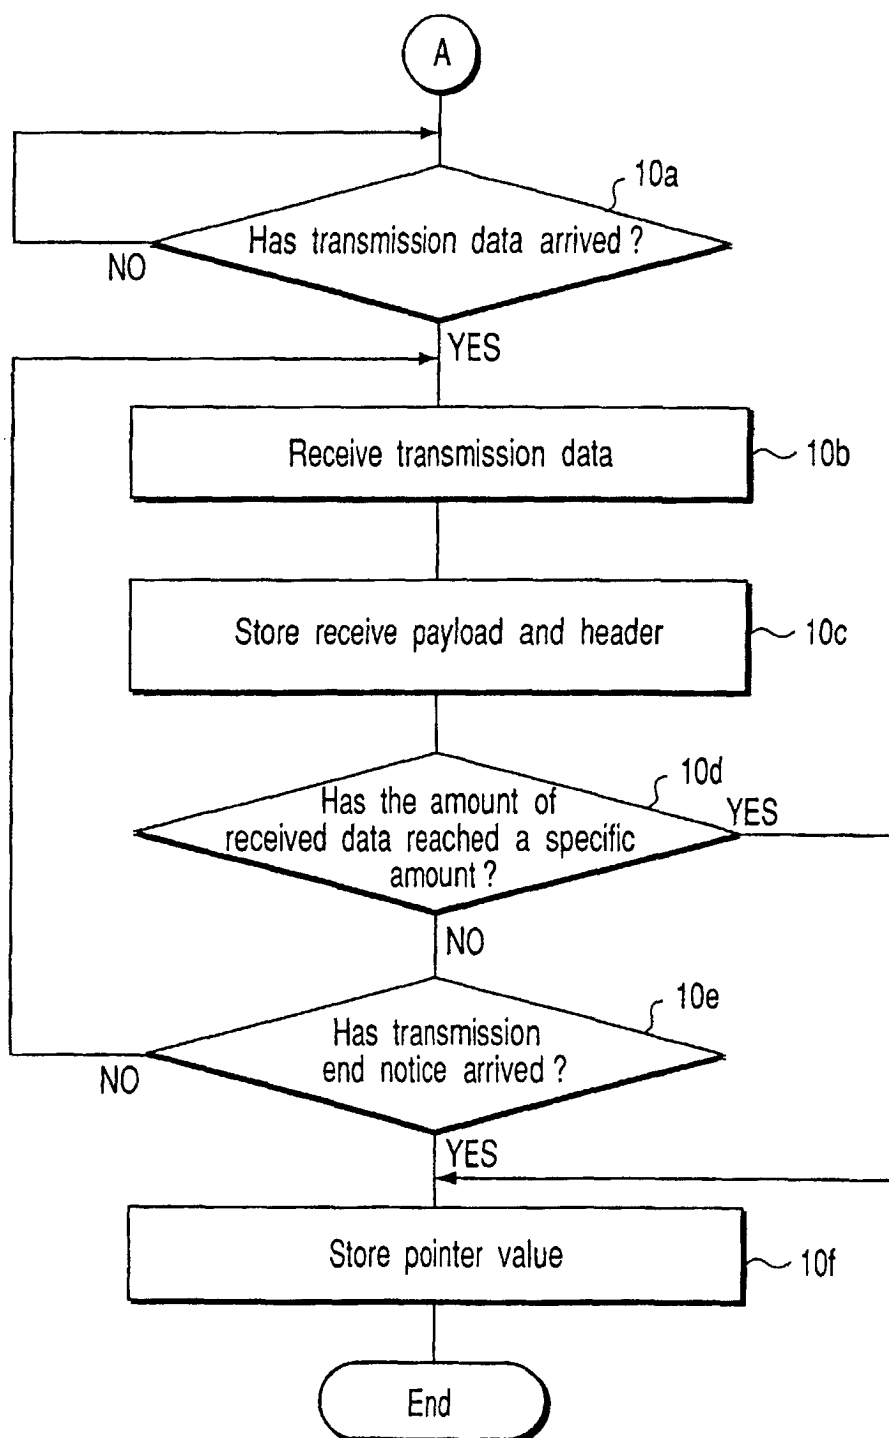 A
10a
Has transmission data arrived ?
NO
YES
Receive transmission data
10b
Store receive payload and header
10c
10d
Has the amount of
received data reached a specific
amount ?
YES
NO
10e
Has transmission
end notice arrived ?
NO
YES
Store pointer value
10f
End